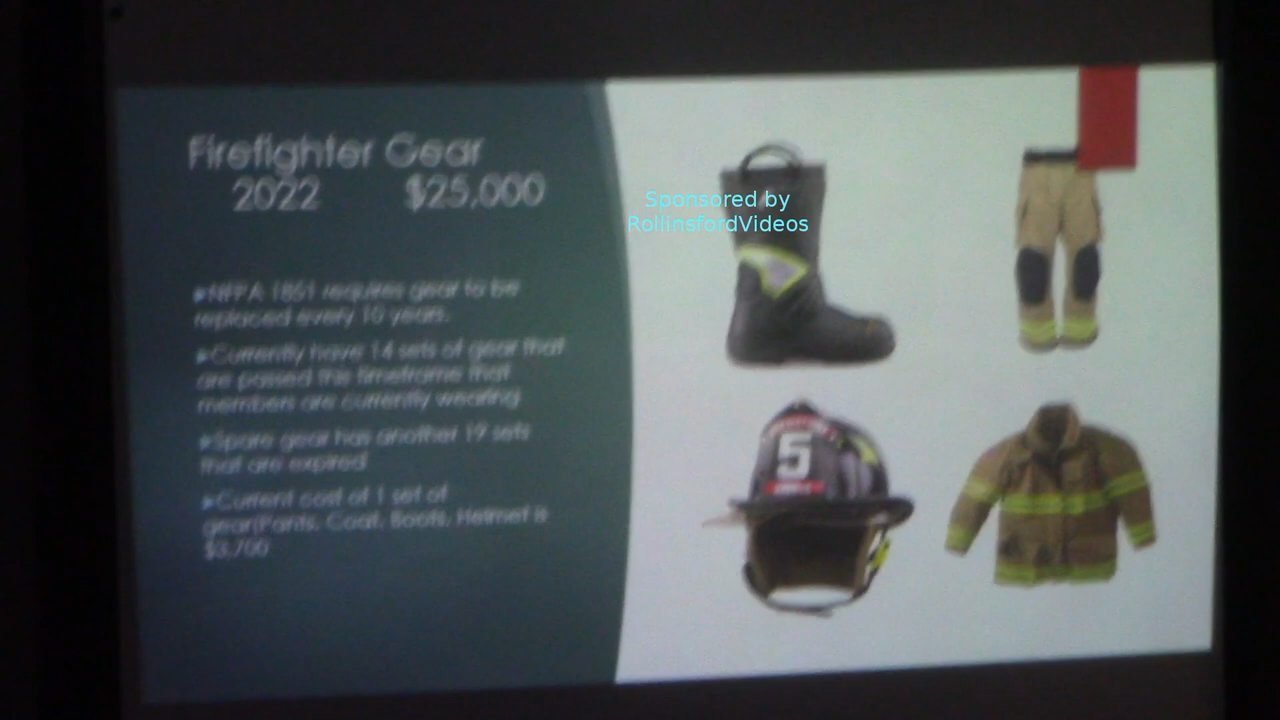 Firefighter Gear
2022 $25,000
Sponsored by
RollinsfordVideos
▸NFPA 1851 requires gear to be
replaced every 10 years.
▸Currently have 14 sets of gear that
are passed this timeframe that
members are currently wearing
▸Spare gear has another 19 sets
that are expired
▸Current cost of 1 set of
gear(Pants, Coat, Boots, Helmet is
$3,700
5